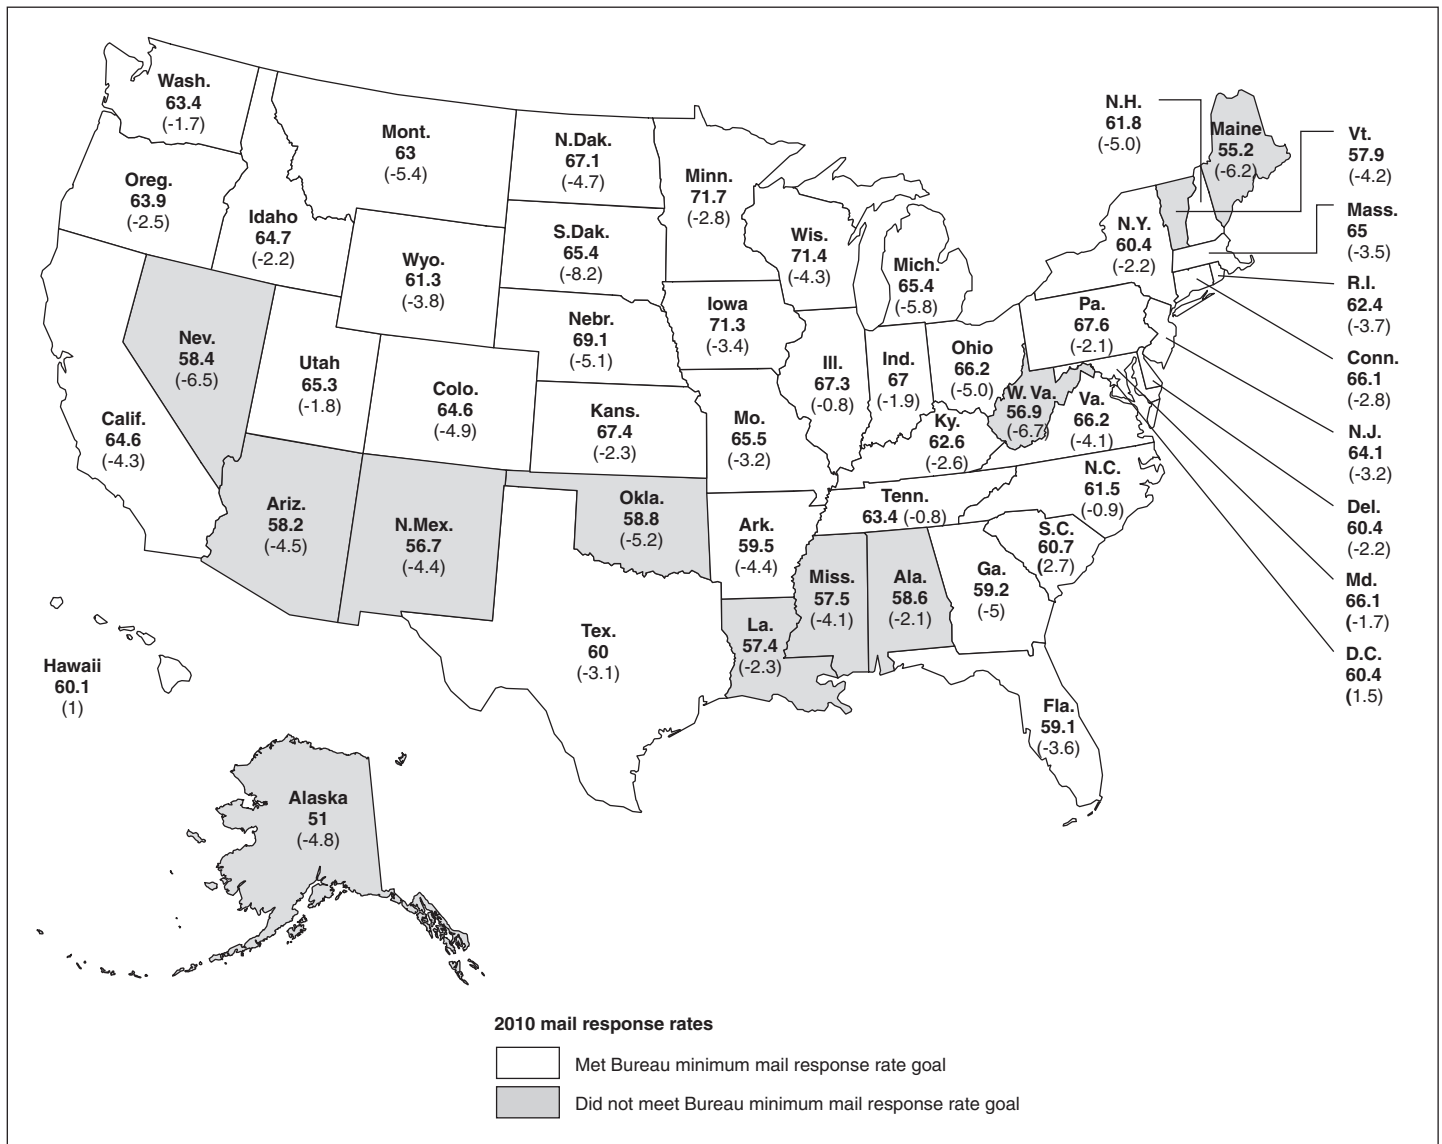 Wash.
63.4
(-1.7)
Oreg.
63.9
(-2.5)
Idaho
64.7
(-2.2)
Mont.
63
(-5.4)
Wyo.
61.3
(-3.8)
N.Dak.
67.1
(-4.7)
S.Dak.
65.4
(-8.2)
Nebr.
69.1
(-5.1)
Minn.
71.7
(-2.8)
Wis.
71.4
(-4.3)
Iowa
71.3
(-3.4)
Mich.
65.4
(-5.8)
Nev.
58.4
(-6.5)
Utah
65.3
(-1.8)
Calif.
64.6
(-4.3)
Colo.
64.6
(-4.9)
Kans.
67.4
(-2.3)
Mo.
65.5
(-3.2)
Ill.
67.3
(-0.8)
Ind.
67
(-1.9)
Ohio
66.2
(-5.0)
Ky.
62.6
(-2.6)
W. Va.
56.9
(-6.7)
Va.
66.2
(-4.1)
Pa.
67.6
(-2.1)
N.Y.
60.4
(-2.2)
N.H.
61.8
(-5.0)
Maine
55.2
(-6.2)
Vt.
57.9
(-4.2)
Mass.
65
(-3.5)
R.I.
62.4
(-3.7)
Conn.
66.1
(-2.8)
N.J.
64.1
(-3.2)
Del.
60.4
(-2.2)
Md.
66.1
(-1.7)
D.C.
60.4
(1.5)
Ariz.
58.2
(-4.5)
N.Mex.
56.7
(-4.4)
Okla.
58.8
(-5.2)
Ark.
59.5
(-4.4)
Tenn.
63.4 (-0.8)
N.C.
61.5
(-0.9)
S.C.
60.7
(2.7)
Ga.
59.2
(-5)
Ala.
58.6
(-2.1)
Miss.
57.5
(-4.1)
La.
57.4
(-2.3)
Tex.
60
(-3.1)
Fla.
59.1
(-3.6)
Hawaii
60.1
(1)
Alaska
51
(-4.8)
2010 mail response rates
Met Bureau minimum mail response rate goal
Did not meet Bureau minimum mail response rate goal